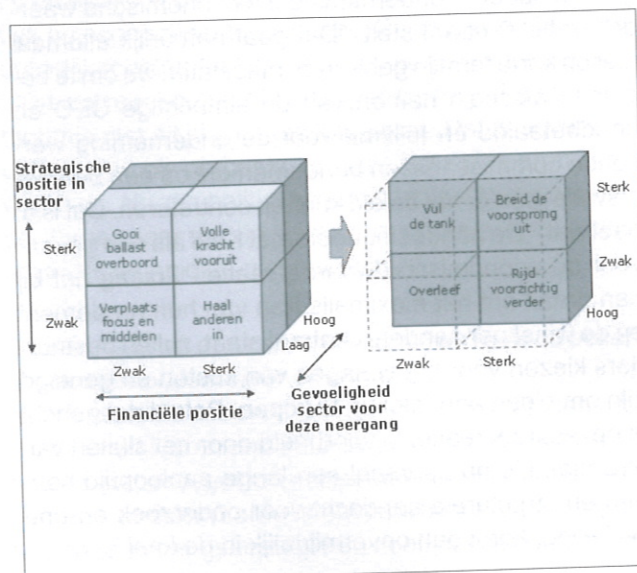 Strategische
positie in
sector
Sterk
Zwak
Gooi
ballast
overboord
Volle
kracht
vooruit
Verplaats
focus en
middelen
Haal
anderen
in
Zwak
Sterk
Hoog
Laag
Financiële positie
Gevoeligheid
sector voor
deze neergang
Vul
de tank
Breid de
voorsprong
uit
Overleef
Rijd
voorzichtig
verder
Sterk
Zwak
Hoog
Zwak
Sterk